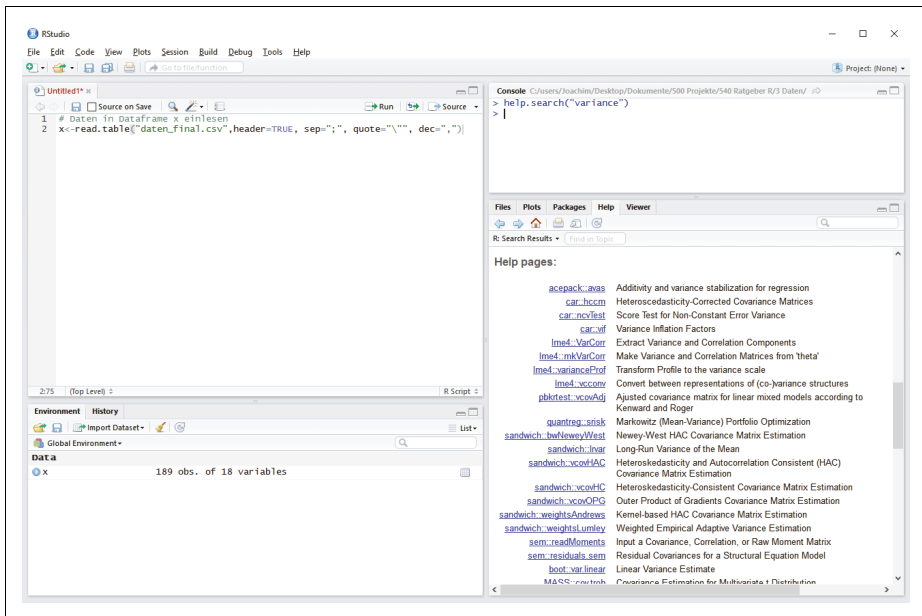 RStudio
File Edit Code View Plots Session Build Debug Tools Help
Go to file/function
Project: (None)
Untitled1*
Source on Save
Run
Source
1 # Daten in Dataframe x einlesen
2 x<-read.table("daten_final.csv",header=TRUE, sep=";", quote="\"", dec=",")
2:75 (Top Level)
R Script
Environment History
Import Dataset
List
Global Environment
Data
x 189 obs. of 18 variables
Console C:/users/Joachim/Desktop/Dokumente/500 Projekte/540 Ratgeber R/3 Daten/
> help.search("variance")
>
Files Plots Packages Help Viewer
R: Search Results Find in Topic
Help pages:
acepack::avas Additivity and variance stabilization for regression
car::hccm Heteroscedasticity-Corrected Covariance Matrices
car::ncvTest Score Test for Non-Constant Error Variance
car::vif Variance Inflation Factors
lme4::VarCorr Extract Variance and Correlation Components
lme4::mkVarCorr Make Variance and Correlation Matrices from 'theta'
lme4::varianceProf Transform Profile to the variance scale
lme4::vcconv Convert between representations of (co-)variance structures
pbkrtest::vcovAdj Ajusted covariance matrix for linear mixed models according to
Kenward and Roger
quantreg::srisk Markowitz (Mean-Variance) Portfolio Optimization
sandwich::bwNeweyWest Newey-West HAC Covariance Matrix Estimation
sandwich::lrvar Long-Run Variance of the Mean
sandwich::vcovHAC Heteroskedasticity and Autocorrelation Consistent (HAC)
Covariance Matrix Estimation
sandwich::vcovHC Heteroskedasticity-Consistent Covariance Matrix Estimation
sandwich::vcovOPG Outer Product of Gradients Covariance Matrix Estimation
sandwich::weightsAndrews Kernel-based HAC Covariance Matrix Estimation
sandwich::weightsLumley Weighted Empirical Adaptive Variance Estimation
sem::readMoments Input a Covariance, Correlation, or Raw Moment Matrix
sem::residuals.sem Residual Covariances for a Structural Equation Model
boot::var.linear Linear Variance Estimate
MASS::cov.trob Covariance Estimation for Multivariate t Distribution